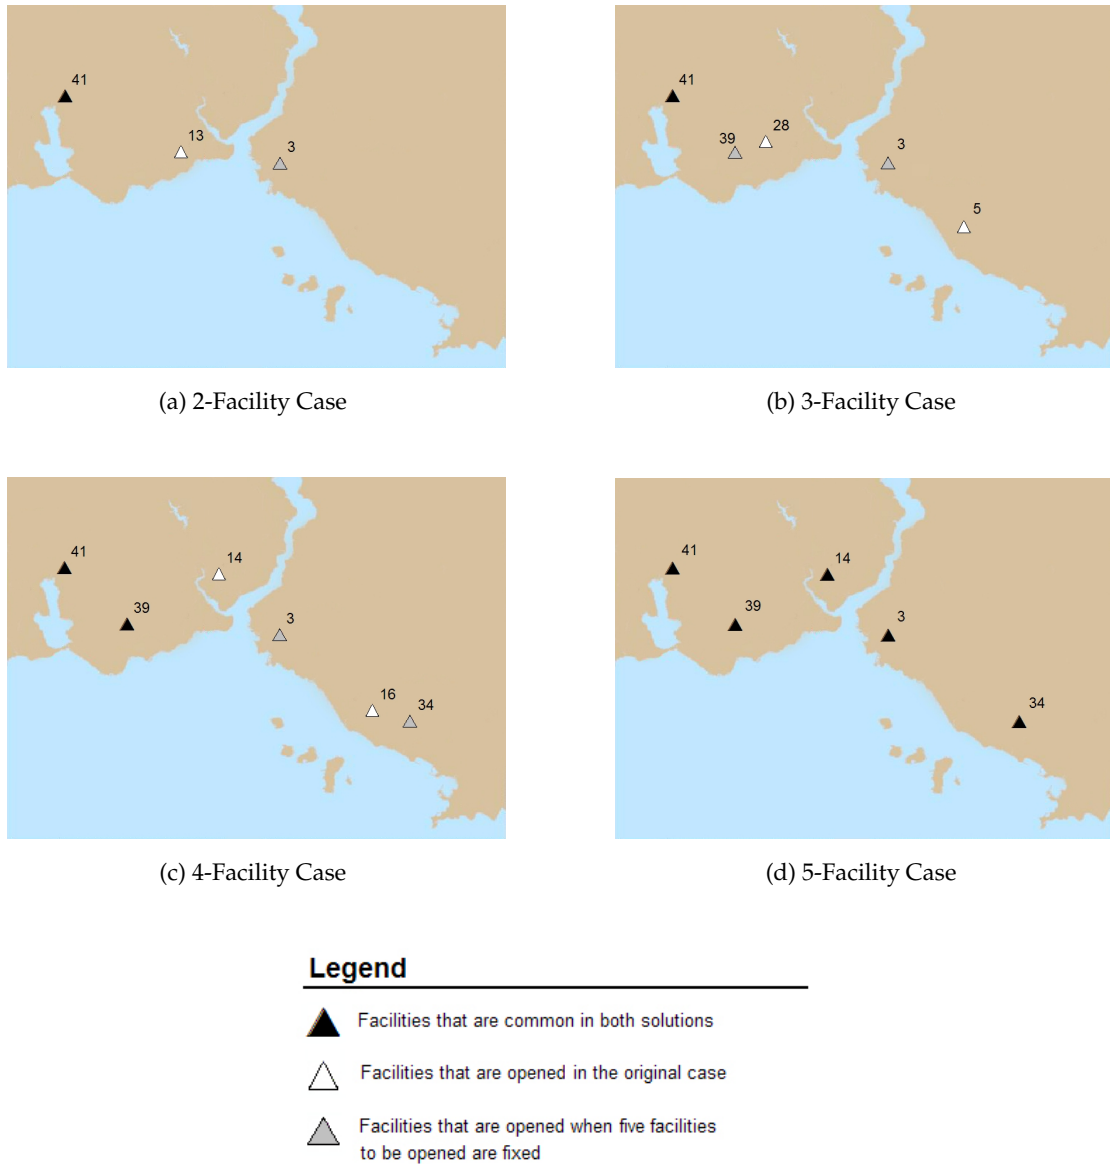 41
13
3
41
28
39
3
5
(a) 2-Facility Case
(b) 3-Facility Case
41
14
39
3
16
34
41
14
39
3
34
(c) 4-Facility Case
(d) 5-Facility Case
Legend
Facilities that are common in both solutions
Facilities that are opened in the original case
Facilities that are opened when five facilities
to be opened are fixed